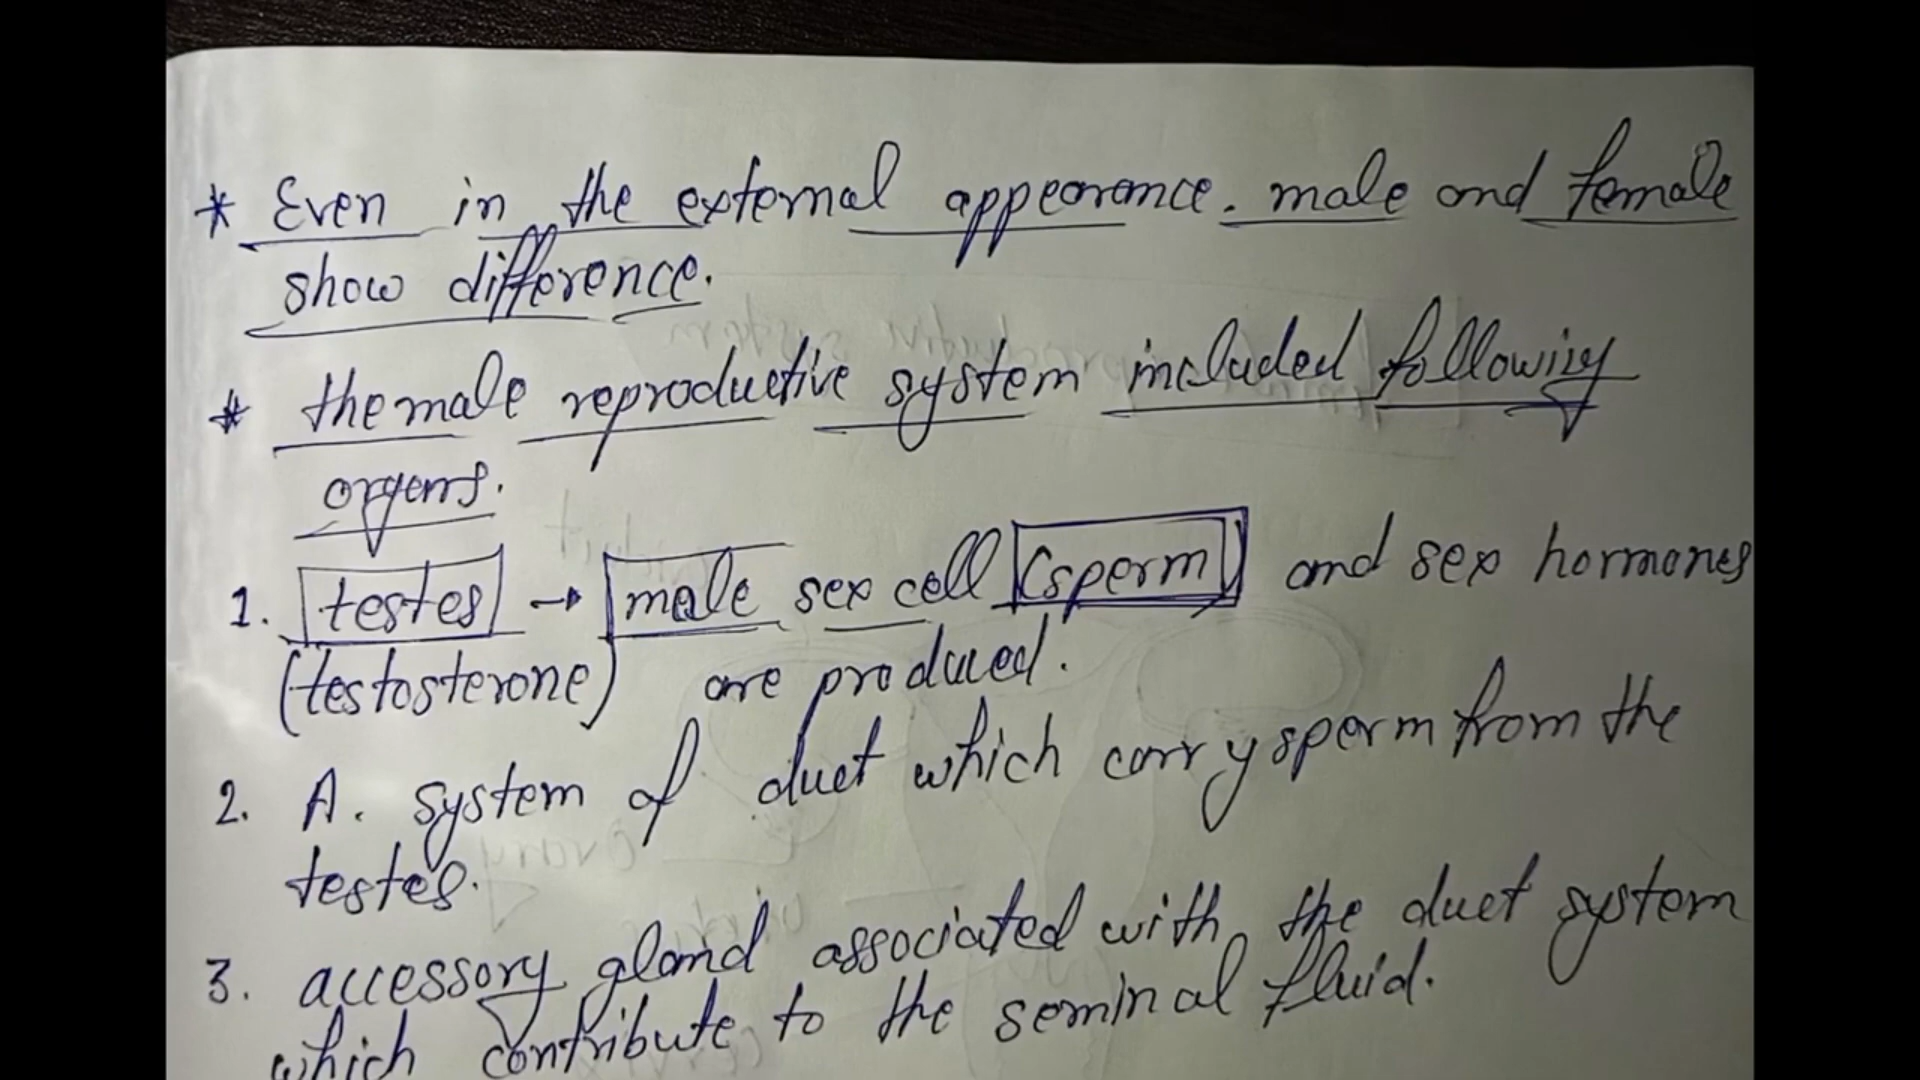 * Even in the external appearance. male and female
show difference.
* the male reproductive system included following
organs.
1. testes → male sex cell (sperm) and sex hormones
(testosterone) are produced.
2. A. system of duct which carry sperm from the
testes.
3. accessory gland associated with the duct system
which contribute to the seminal fluid.